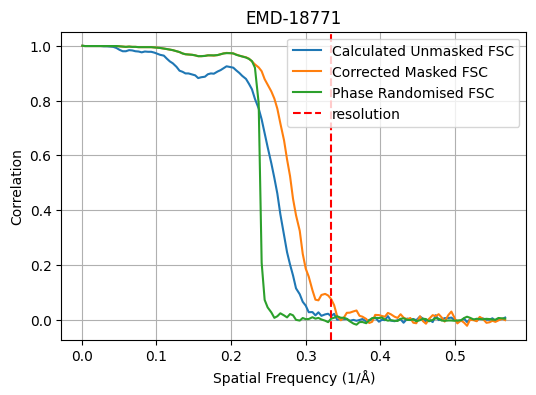 EMD-18771
Calculated Unmasked FSC
Corrected Masked FSC
Phase Randomised FSC
resolution
Correlation
1.0
0.8
0.6
0.4
0.2
0.0
0.0 0.1 0.2 0.3 0.4 0.5
Spatial Frequency (1/Å)